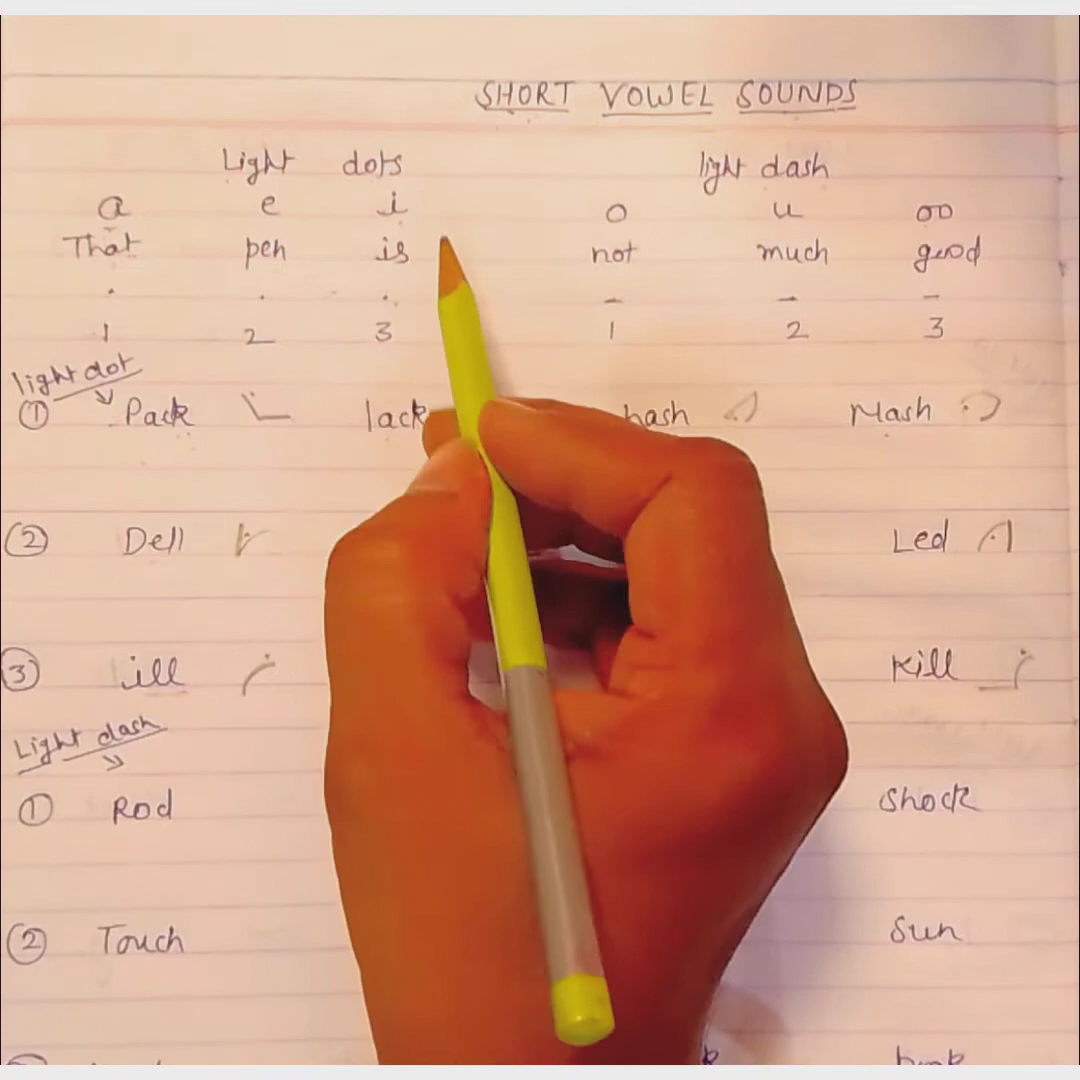 SHORT VOWEL SOUNDS
Light dots light dash
a e i o u oo
That pen is not much good
1 2 3 1 2 3
light dot
① Pack lack hash Mash
② Dell Led
③ ill Kill
Light dash
① Rod Shock
② Touch Sun